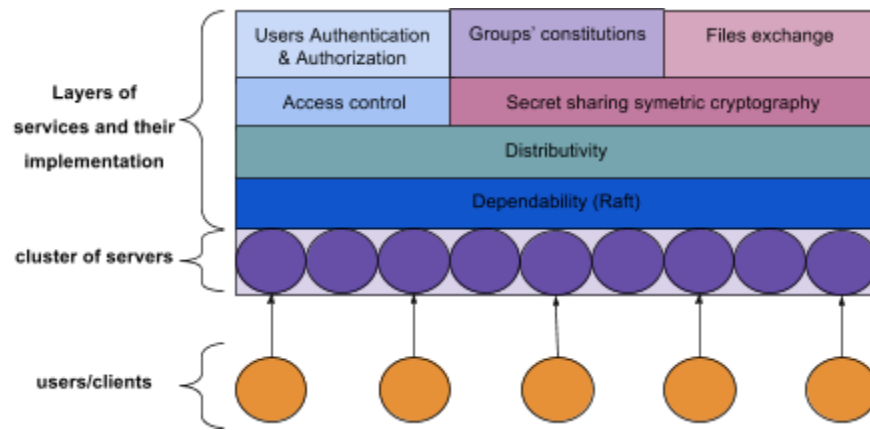 Users Authentication
& Authorization
Groups' constitutions
Files exchange
Layers of
services and their
implementation
Access control
Secret sharing symetric cryptography
Distributivity
Dependability (Raft)
cluster of servers
users/clients